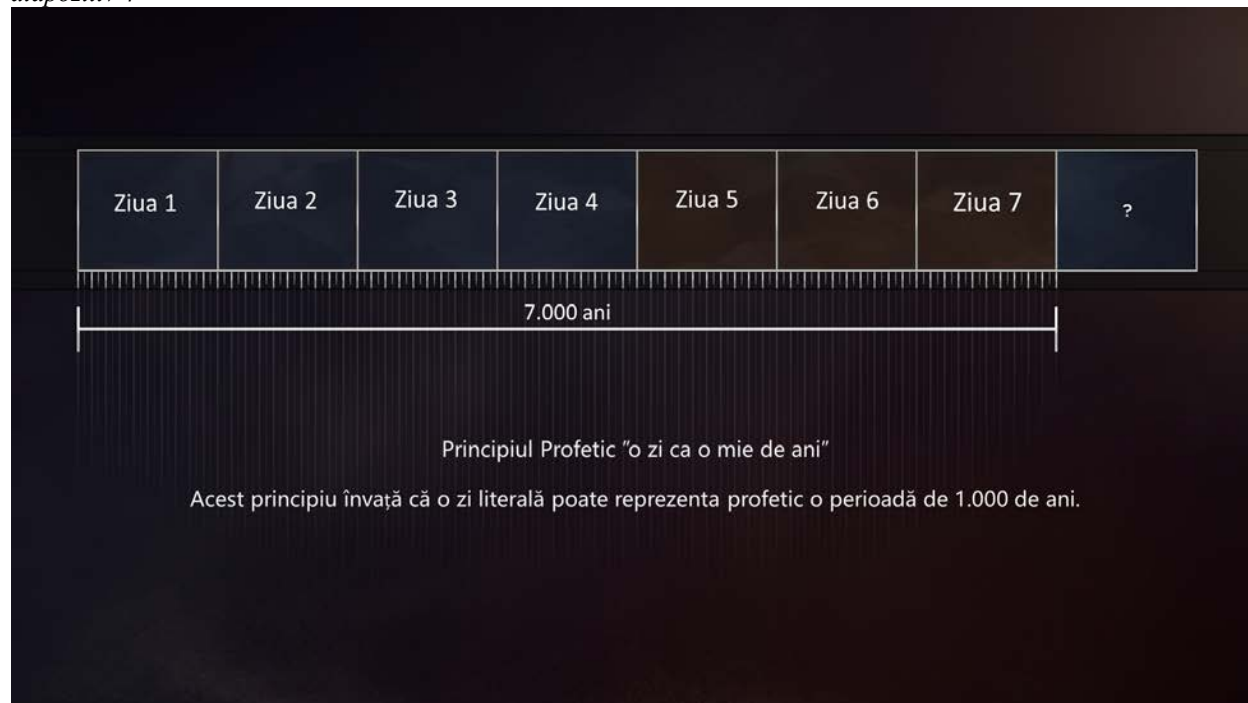 Ziua 1 Ziua 2 Ziua 3 Ziua 4 Ziua 5 Ziua 6 Ziua 7 ?
7.000 ani
Principiul Profetic "o zi ca o mie de ani"
Acest principiu învață că o zi literală poate reprezenta profetic o perioadă de 1.000 de ani.